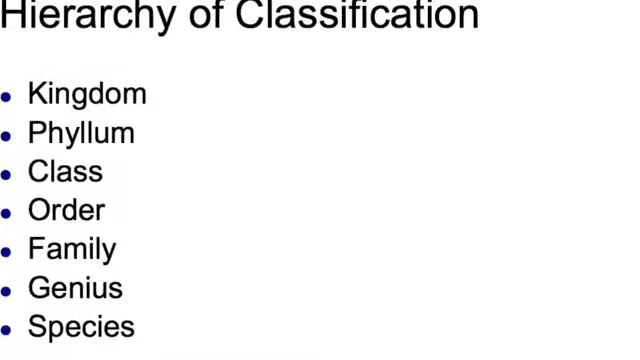 Hierarchy of Classification
Kingdom
Phyllum
Class
Order
Family
Genius
Species